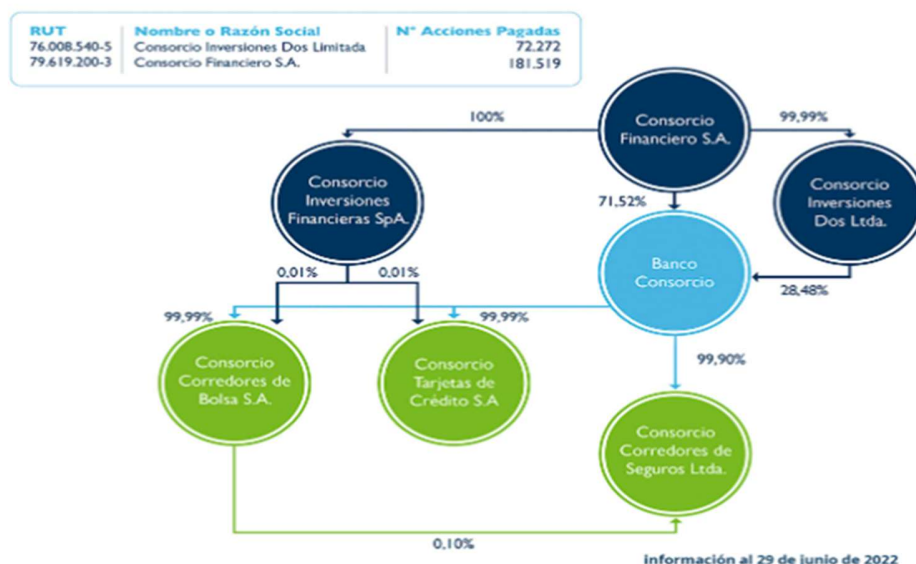 RUT Nombre o Razón Social N° Acciones Pagadas
76.008.540-5 Consorcio Inversiones Dos Limitada 72.272
79.619.200-3 Consorcio Financiero S.A. 181.519
100%
Consorcio
Financiero S.A.
99,99%
Consorcio
Inversiones
Financieras SpA.
71,52%
Consorcio
Inversiones
Dos Ltda.
0,01%
0,01%
Banco
Consorcio
28,48%
99,99%
99,99%
Consorcio
Corredores de
Bolsa S.A.
Consorcio
Tarjetas de
Crédito S.A
99,90%
Consorcio
Corredores de
Seguros Ltda.
0,10%
información al 29 de junio de 2022